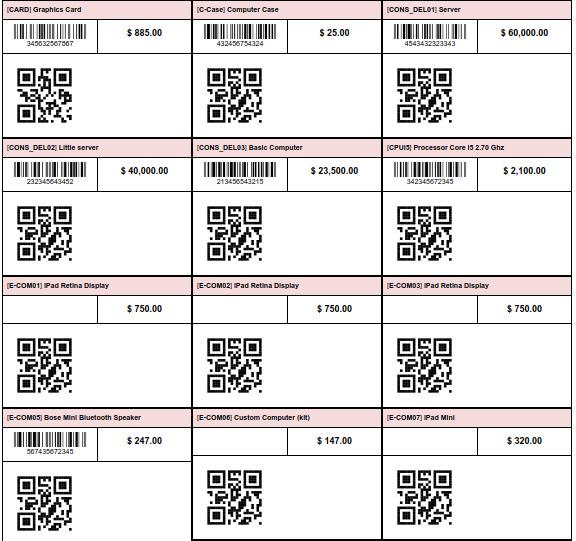 [CARD] Graphics Card
345632567567
$ 885.00
[C-Case] Computer Case
432456754324
$ 25.00
[CONS_DEL01] Server
4543432323343
$ 60,000.00
[CONS_DEL02] Little server
232345643452
$ 40,000.00
[CONS_DEL03] Basic Computer
213456543215
$ 23,500.00
[CPUi5] Processor Core i5 2.70 Ghz
342345672345
$ 2,100.00
[E-COM01] iPad Retina Display
$ 750.00
[E-COM02] iPad Retina Display
$ 750.00
[E-COM03] iPad Retina Display
$ 750.00
[E-COM05] Bose Mini Bluetooth Speaker
567435672345
$ 247.00
[E-COM06] Custom Computer (kit)
$ 147.00
[E-COM07] iPad Mini
$ 320.00